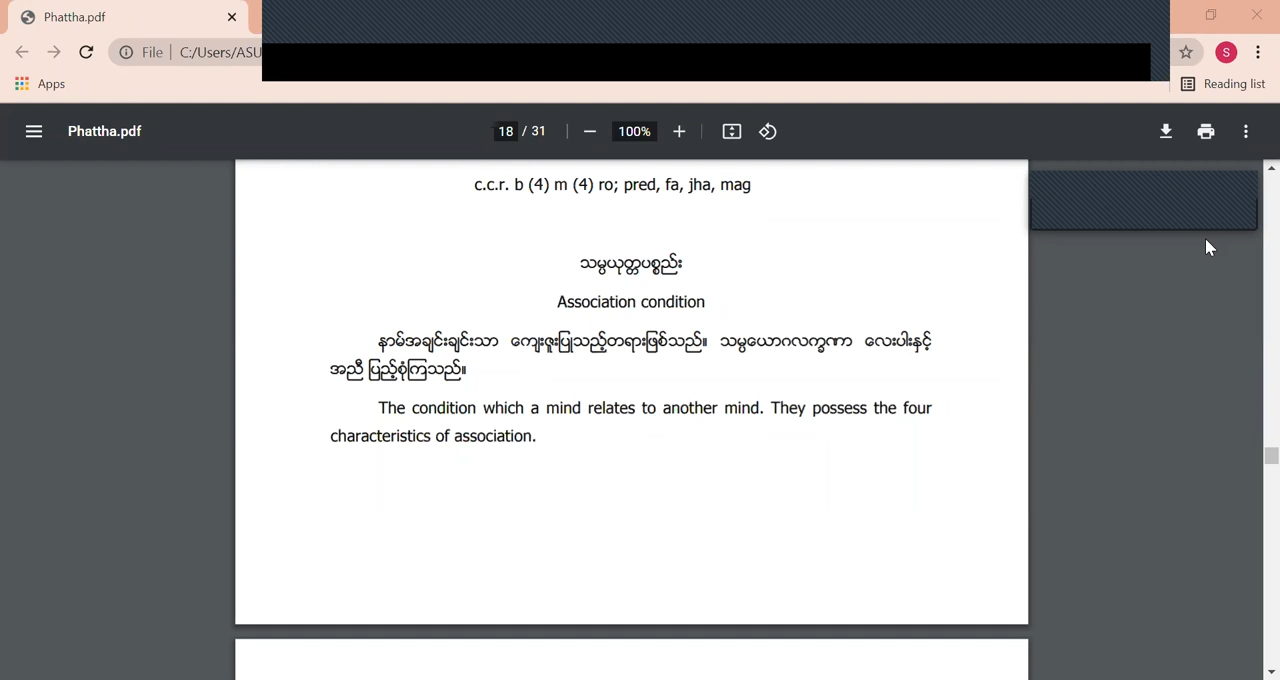 Phattha.pdf
File
C:/Users/ASU
S
Apps
Reading list
Phattha.pdf
18 / 31
100%
c.c.r. b (4) m (4) ro; pred, fa, jha, mag
သမ္ပယုတ္တပစ္စည်း
Association condition
နာမ်အချင်းချင်းသာ ကျေးဇူးပြုသည့်တရားဖြစ်သည်။ သမ္ပယောဂလက္ခဏာ လေးပါးနှင့်
အညီ ပြည့်စုံကြသည်။
The condition which a mind relates to another mind. They possess the four
characteristics of association.